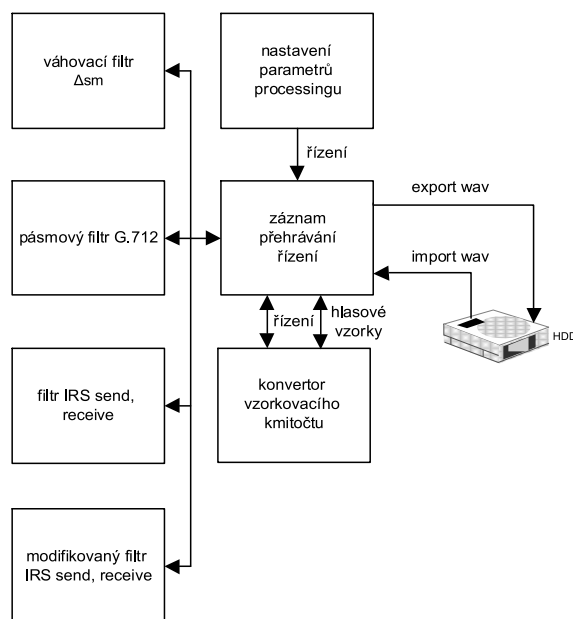 váhovací filtr
Δsm
nastavení
parametrů
processingu
řízení
export wav
pásmový filtr G.712
záznam
přehrávání
řízení
import wav
řízení
hlasové
vzorky
HDD
filtr IRS send,
receive
konvertor
vzorkovacího
kmitočtu
modifikovaný filtr
IRS send, receive